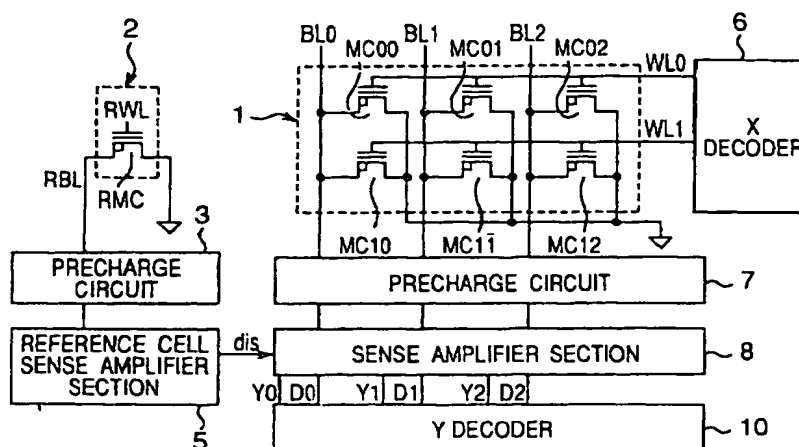 2
BL0 BL1 BL2
MC00 MC01 MC02
6
WL0
RWL
1
X
DECODER
WL1
RBL
RMC
3
MC10 MC11 MC12
PRECHARGE
CIRCUIT
PRECHARGE CIRCUIT
7
REFERENCE CELL
SENSE AMPLIFIER
SECTION
dis
SENSE AMPLIFIER SECTION
8
Y0 D0 Y1 D1 Y2 D2
5
Y DECODER
10